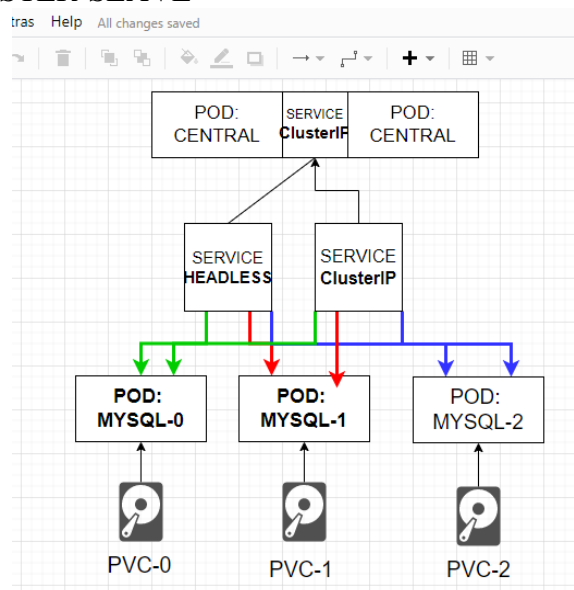 tras Help All changes saved
POD:
CENTRAL
SERVICE
ClusterIP
POD:
CENTRAL
SERVICE
HEADLESS
SERVICE
ClusterIP
POD:
MYSQL-0
POD:
MYSQL-1
POD:
MYSQL-2
PVC-0
PVC-1
PVC-2